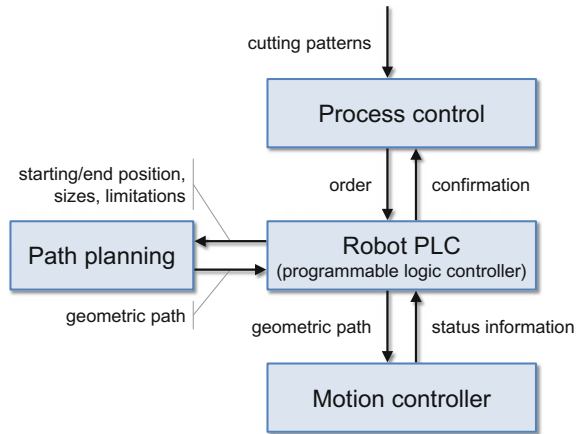 cutting patterns
Process control
order
confirmation
starting/end position,
sizes, limitations
Path planning
Robot PLC
(programmable logic controller)
geometric path
geometric path
status information
Motion controller